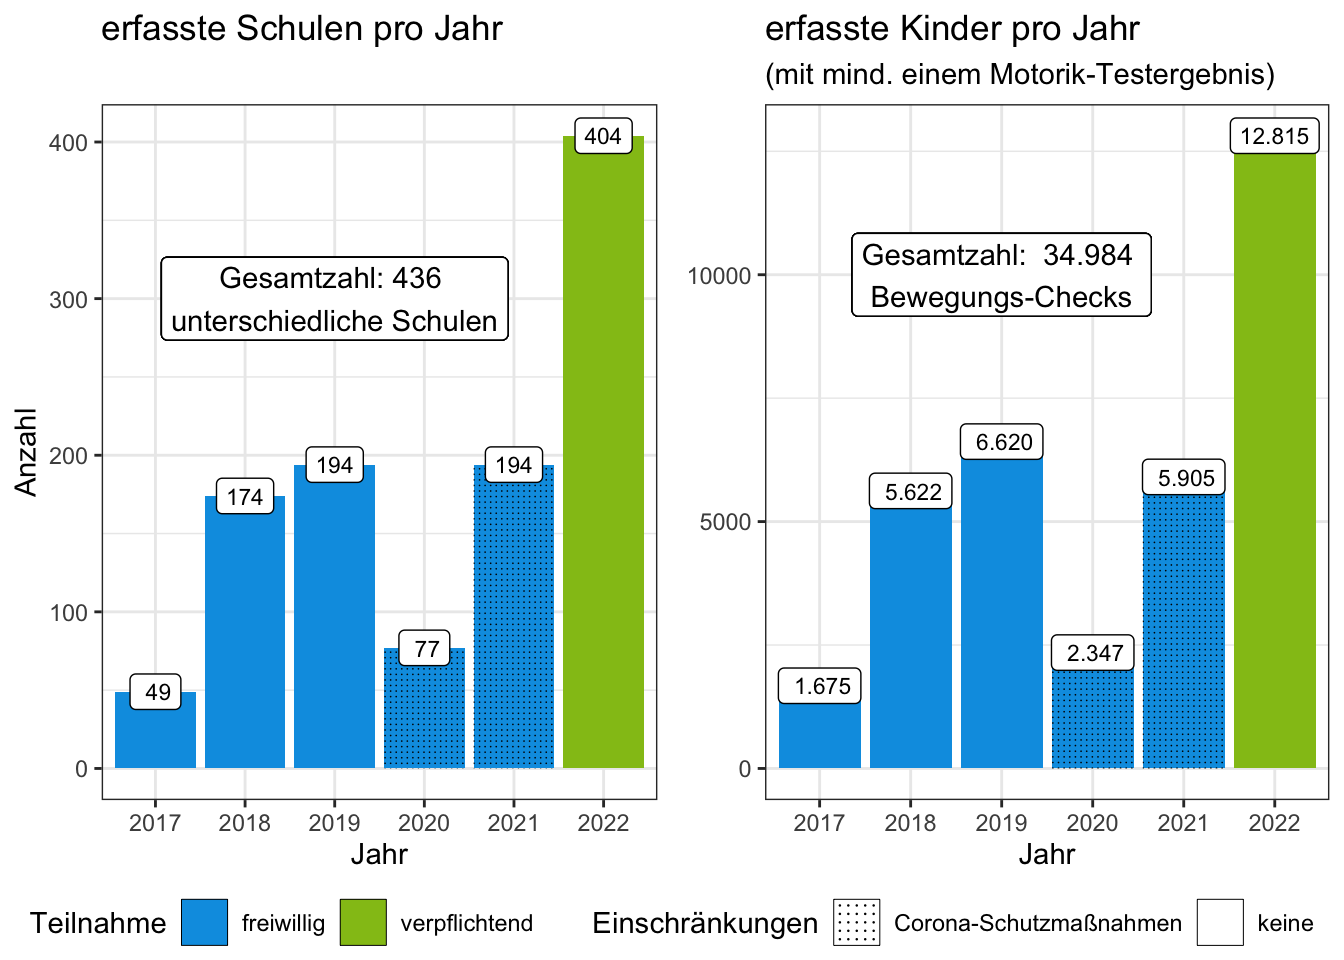 erfasste Schulen pro Jahr
Anzahl
400
300
200
100
0
404
Gesamtzahl: 436
unterschiedliche Schulen
194
194
174
77
49
2017 2018 2019 2020 2021 2022
Jahr
erfasste Kinder pro Jahr
(mit mind. einem Motorik-Testergebnis)
10000
5000
0
12.815
Gesamtzahl: 34.984
Bewegungs-Checks
6.620
5.622
5.905
2.347
1.675
2017 2018 2019 2020 2021 2022
Jahr
Teilnahme freiwillig verpflichtend
Einschränkungen Corona-Schutzmaßnahmen keine